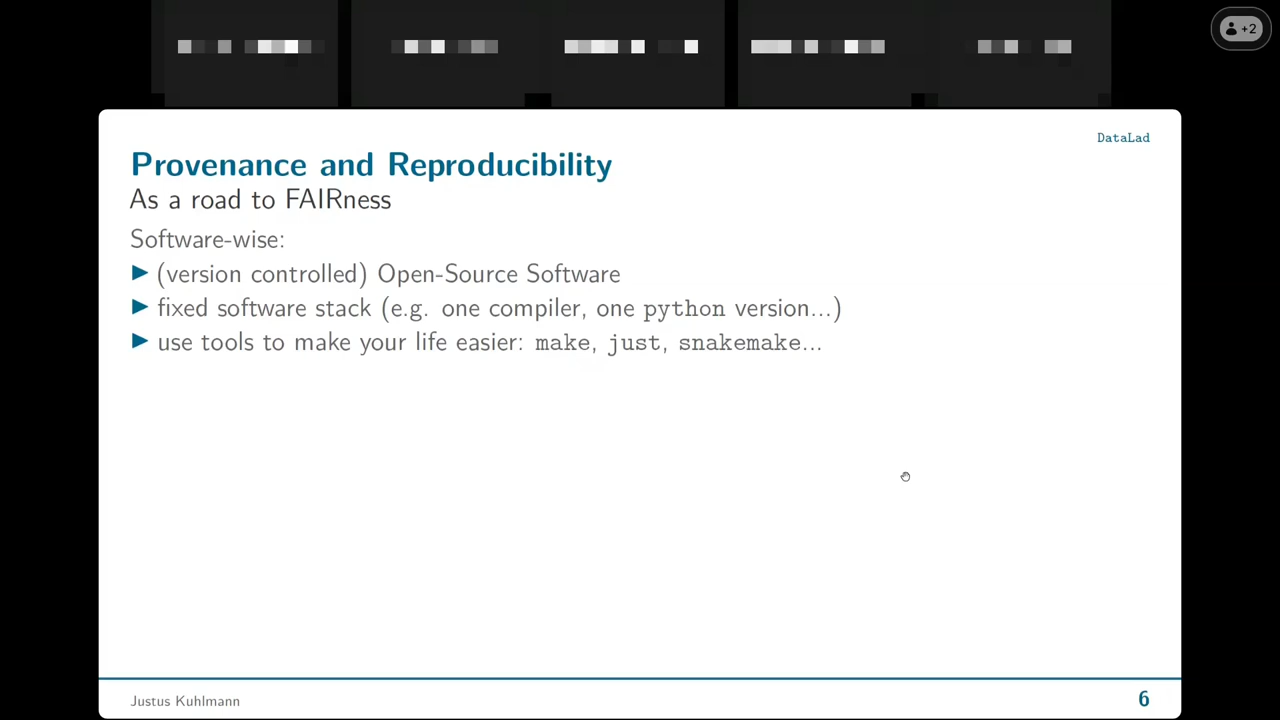 +2
DataLad
Provenance and Reproducibility
As a road to FAIRness
Software-wise:
▶ (version controlled) Open-Source Software
▶ fixed software stack (e.g. one compiler, one python version...)
▶ use tools to make your life easier: make, just, snakemake...
Justus Kuhlmann
6